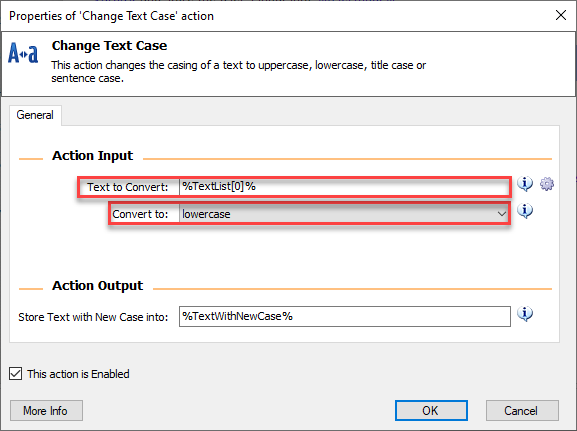 Properties of 'Change Text Case' action
A↔a
Change Text Case
This action changes the casing of a text to uppercase, lowercase, title case or
sentence case.
General
Action Input
Text to Convert: %TextList[0]%
Convert to: lowercase
Action Output
Store Text with New Case into: %TextWithNewCase%
This action is Enabled
More Info
OK
Cancel